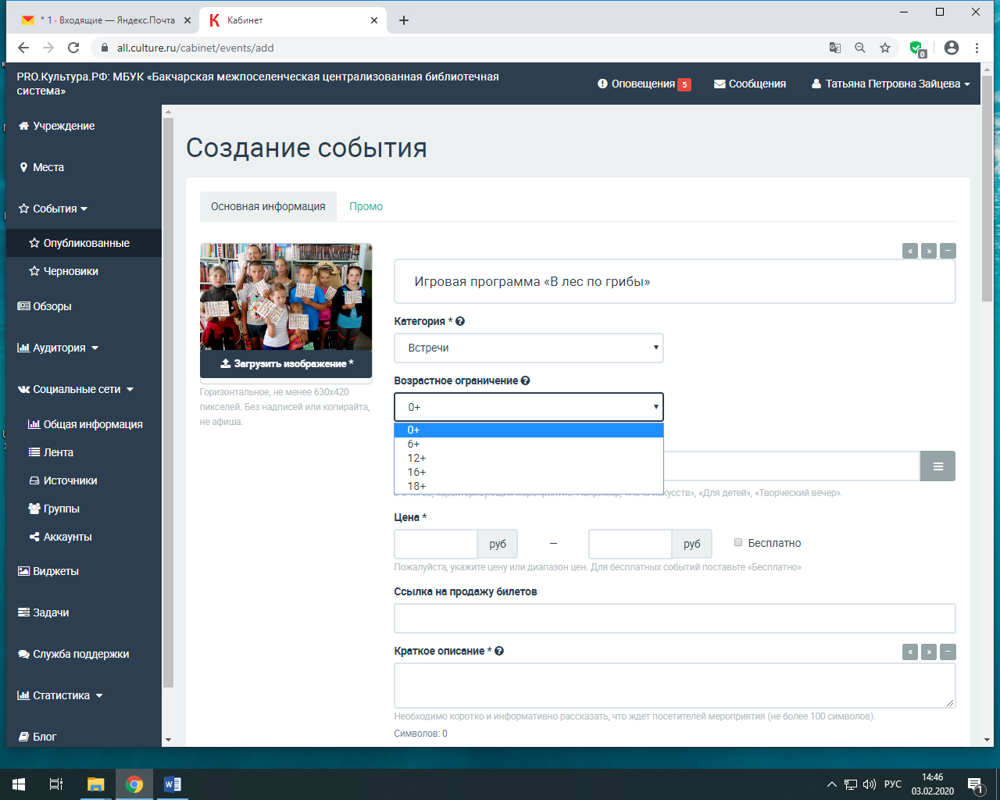 * 1 · Входящие — Яндекс.Почта
Кабинет
all.culture.ru/cabinet/events/add
0
PRO.Культура.РФ: МБУК «Бакчарская межпоселенческая централизованная библиотечная
система»
Оповещения 5
Сообщения
Татьяна Петровна Зайцева
Учреждение
Места
События
Опубликованные
Черновики
Обзоры
Аудитория
Социальные сети
Общая информация
Лента
Источники
Группы
Аккаунты
Виджеты
Задачи
Служба поддержки
Статистика
Блог
Создание события
Основная информация
Промо
Загрузить изображение *
Горизонтальное, не менее 630х420
пикселей. Без надписей или копирайта,
не афиша.
« » –
Игровая программа «В лес по грибы»
Категория *
Встречи
Возрастное ограничение
0+
0+
6+
12+
16+
18+
«Для детей», «Творческий вечер».
Цена *
руб — руб Бесплатно
Пожалуйста, укажите цену или диапазон цен. Для бесплатных событий поставьте «Бесплатно»
Ссылка на продажу билетов
Краткое описание *
« » –
Необходимо коротко и информативно рассказать, что ждет посетителей мероприятия (не более 100 символов).
Символов: 0
РУС
14:46
03.02.2020
1